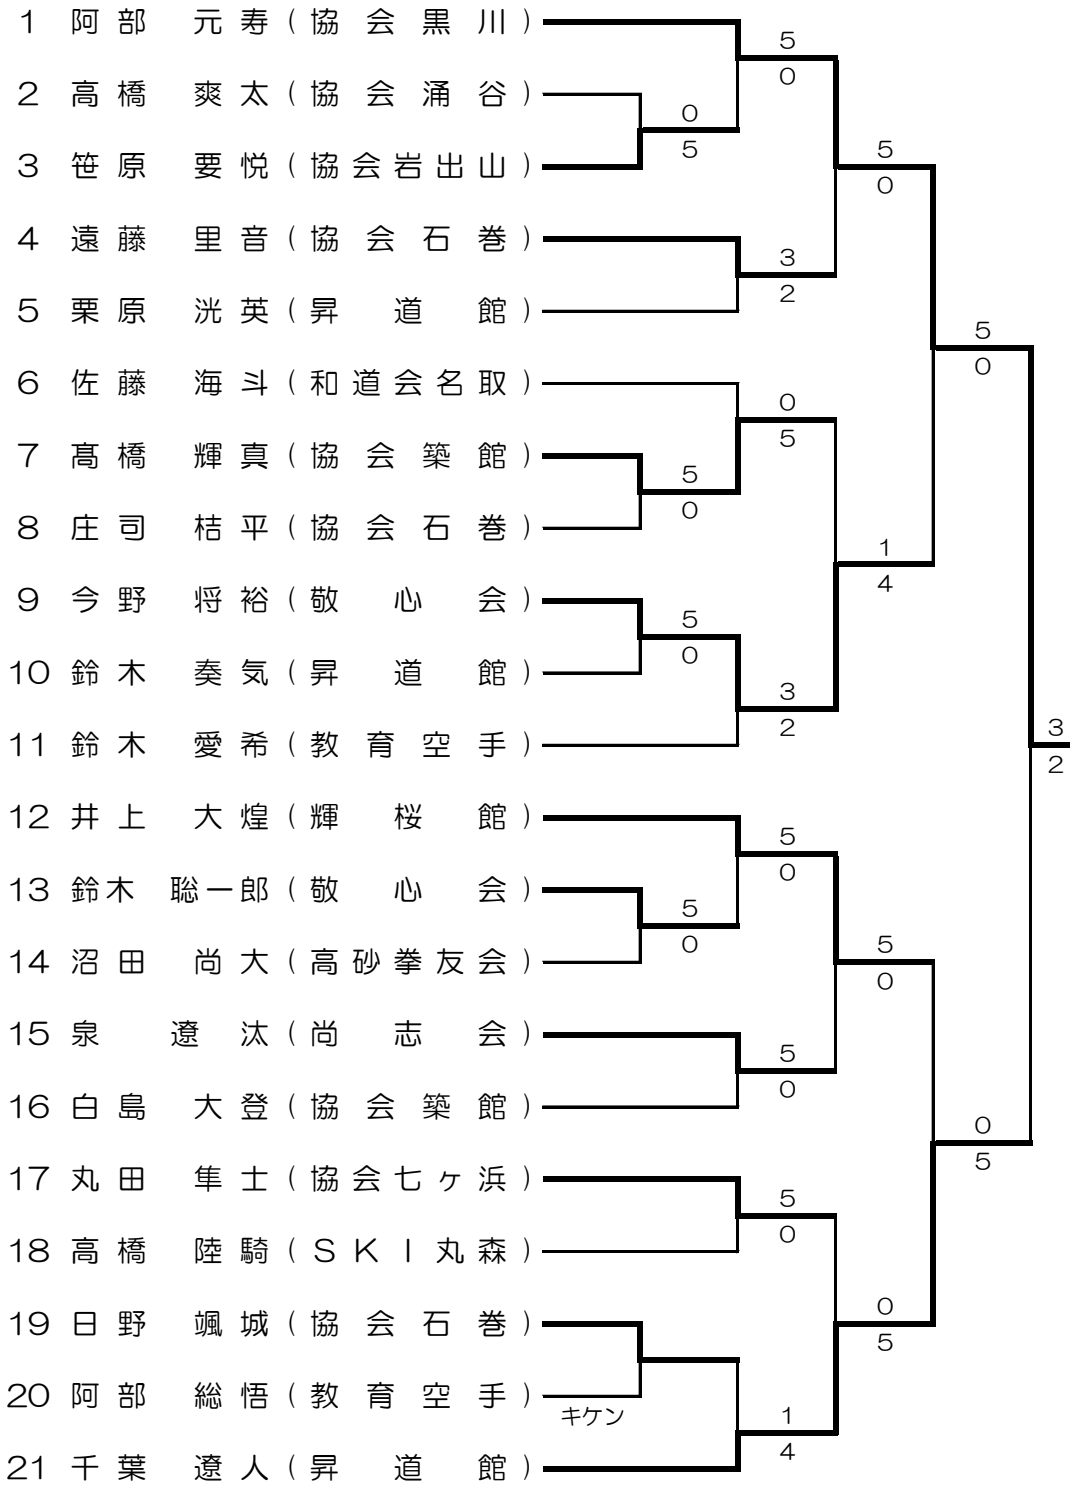 1 阿部 元寿（協会黒川）
5
0
2 高橋 爽太（協会涌谷）
0
5
3 笹原 要悦（協会岩出山）
5
0
4 遠藤 里音（協会石巻）
3
2
5 栗原 洸英（昇道館）
5
0
6 佐藤 海斗（和道会名取）
0
5
7 髙橋 輝真（協会築館）
5
0
8 庄司 桔平（協会石巻）
1
4
9 今野 将裕（敬心会）
5
0
10 鈴木 奏気（昇道館）
3
2
11 鈴木 愛希（教育空手）
3
2
12 井上 大煌（輝桜館）
5
0
13 鈴木 聡一郎（敬心会）
5
0
14 沼田 尚大（高砂拳友会）
5
0
15 泉 遼汰（尚志会）
5
0
16 白島 大登（協会築館）
0
5
17 丸田 隼士（協会七ヶ浜）
5
0
18 高橋 陸騎（SKI丸森）
0
5
19 日野 颯城（協会石巻）
20 阿部 総悟（教育空手）
キケン
1
4
21 千葉 遼人（昇道館）